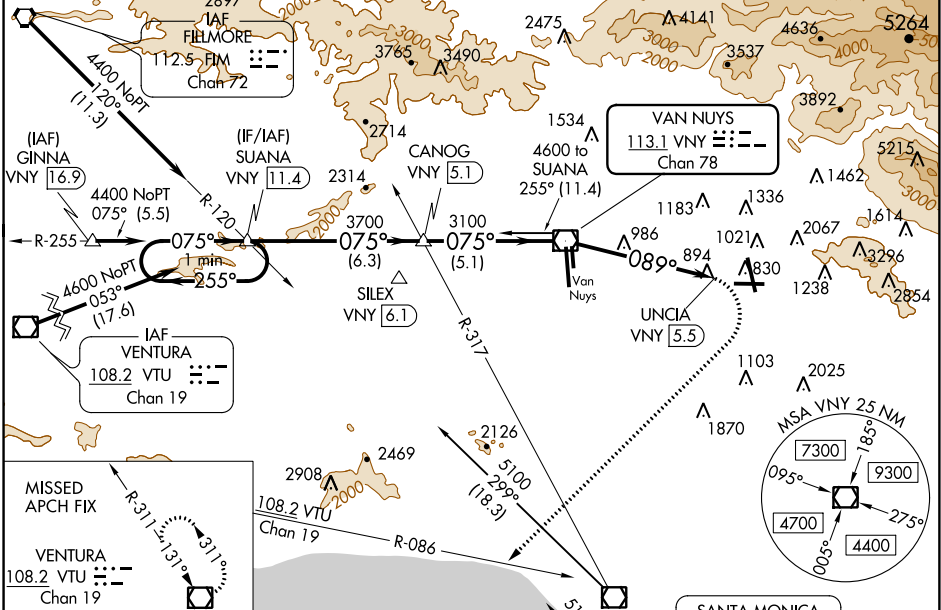 2897
IAF
FILLMORE
112.5 FIM
Chan 72
4400 NoPT
120°
(11.3)
R-120
3765
3000
3490
2714
2314
2000
2475
4141
3000
2000
3537
4636
4000
5264
3892
5215
1534
VAN NUYS
113.1 VNY
Chan 78
4600 to
SUANA
255° (11.4)
(IAF)
GINNA
VNY 16.9
4400 NoPT
075° (5.5)
(IF/IAF)
SUANA
VNY 11.4
CANOG
VNY 5.1
R-255
075°
1 min
255°
3700
075°
(6.3)
3100
075°
(5.1)
4600 NoPT
053°
(17.6)
IAF
VENTURA
108.2 VTU
Chan 19
SILEX
VNY 6.1
R-317
Van
Nuys
089°
UNCIA
VNY 5.5
986
894
830
1021
1183
1336
1462
2067
1614
3296
1238
2854
1103
2025
1870
2126
2469
2908
2000
5100
299°
(18.3)
108.2 VTU
Chan 19
R-086
MISSED
APCH FIX
R-311
131°
311°
VENTURA
108.2 VTU
Chan 19
MSA VNY 25 NM
7300
185°
095°
9300
4700
275°
4400
005°
SANTA MONICA